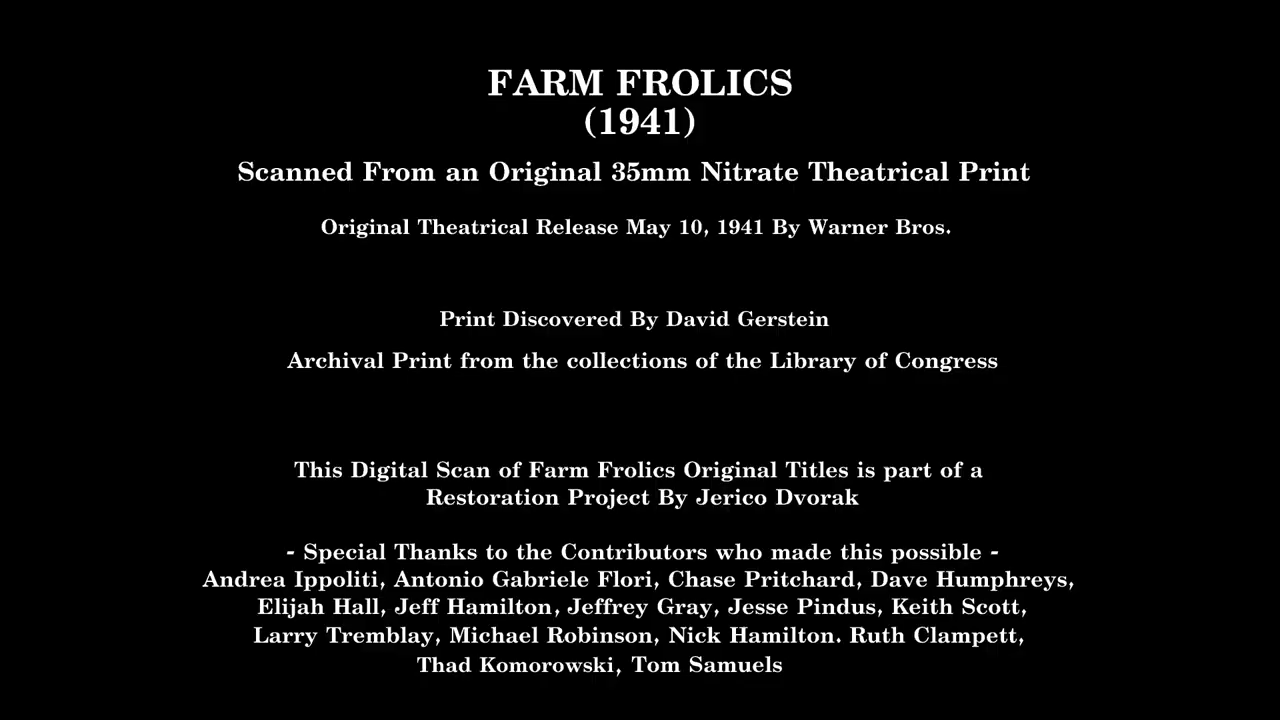 FARM FROLICS
(1941)
Scanned From an Original 35mm Nitrate Theatrical Print
Original Theatrical Release May 10, 1941 By Warner Bros.
Print Discovered By David Gerstein
Archival Print from the collections of the Library of Congress
This Digital Scan of Farm Frolics Original Titles is part of a
Restoration Project By Jerico Dvorak
- Special Thanks to the Contributors who made this possible -
Andrea Ippoliti, Antonio Gabriele Flori, Chase Pritchard, Dave Humphreys,
Elijah Hall, Jeff Hamilton, Jeffrey Gray, Jesse Pindus, Keith Scott,
Larry Tremblay, Michael Robinson, Nick Hamilton. Ruth Clampett,
Thad Komorowski, Tom Samuels